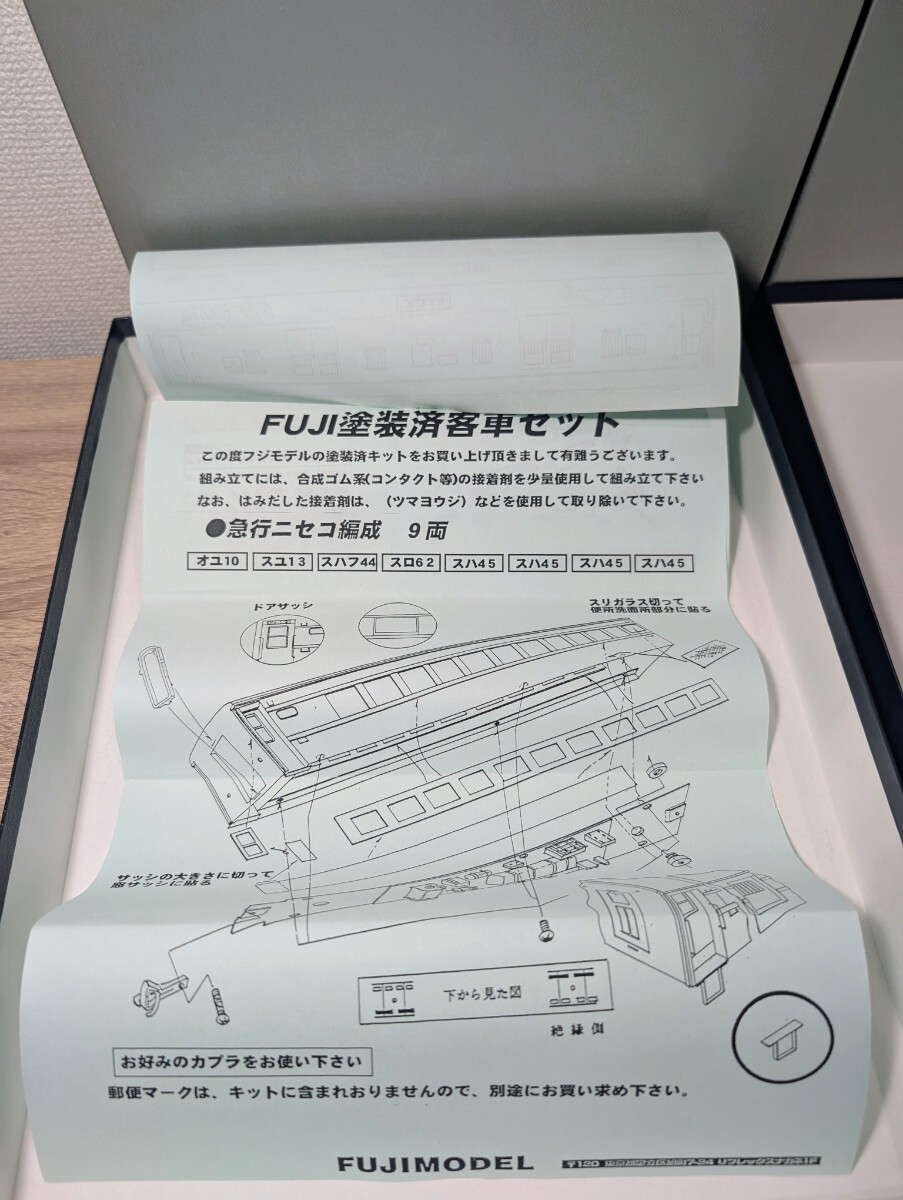 FUJI塗装済客車セット
この度フジモデルの塗装済キットをお買い上げ頂きまして有難うございます。
組み立てには、合成ゴム系(コンタクト等)の接着剤を少量使用して組み立て下さい
なお、はみだした接着剤は、（ツマヨウジ）などを使用して取り除いて下さい。
●急行ニセコ編成　９両
オユ10 スユ13 スハフ44 スロ62 スハ45 スハ45 スハ45 スハ45
ドアサッシ
スリガラス切って
便所洗面所部分に貼る
サッシの大きさに切って
窓サッシに貼る
下から見た図
絶縁側
お好みのカプラをお使い下さい
郵便マークは、キットに含まれおりませんので、別途にお買い求め下さい。
FUJIMODEL
〒120 東京都足立区